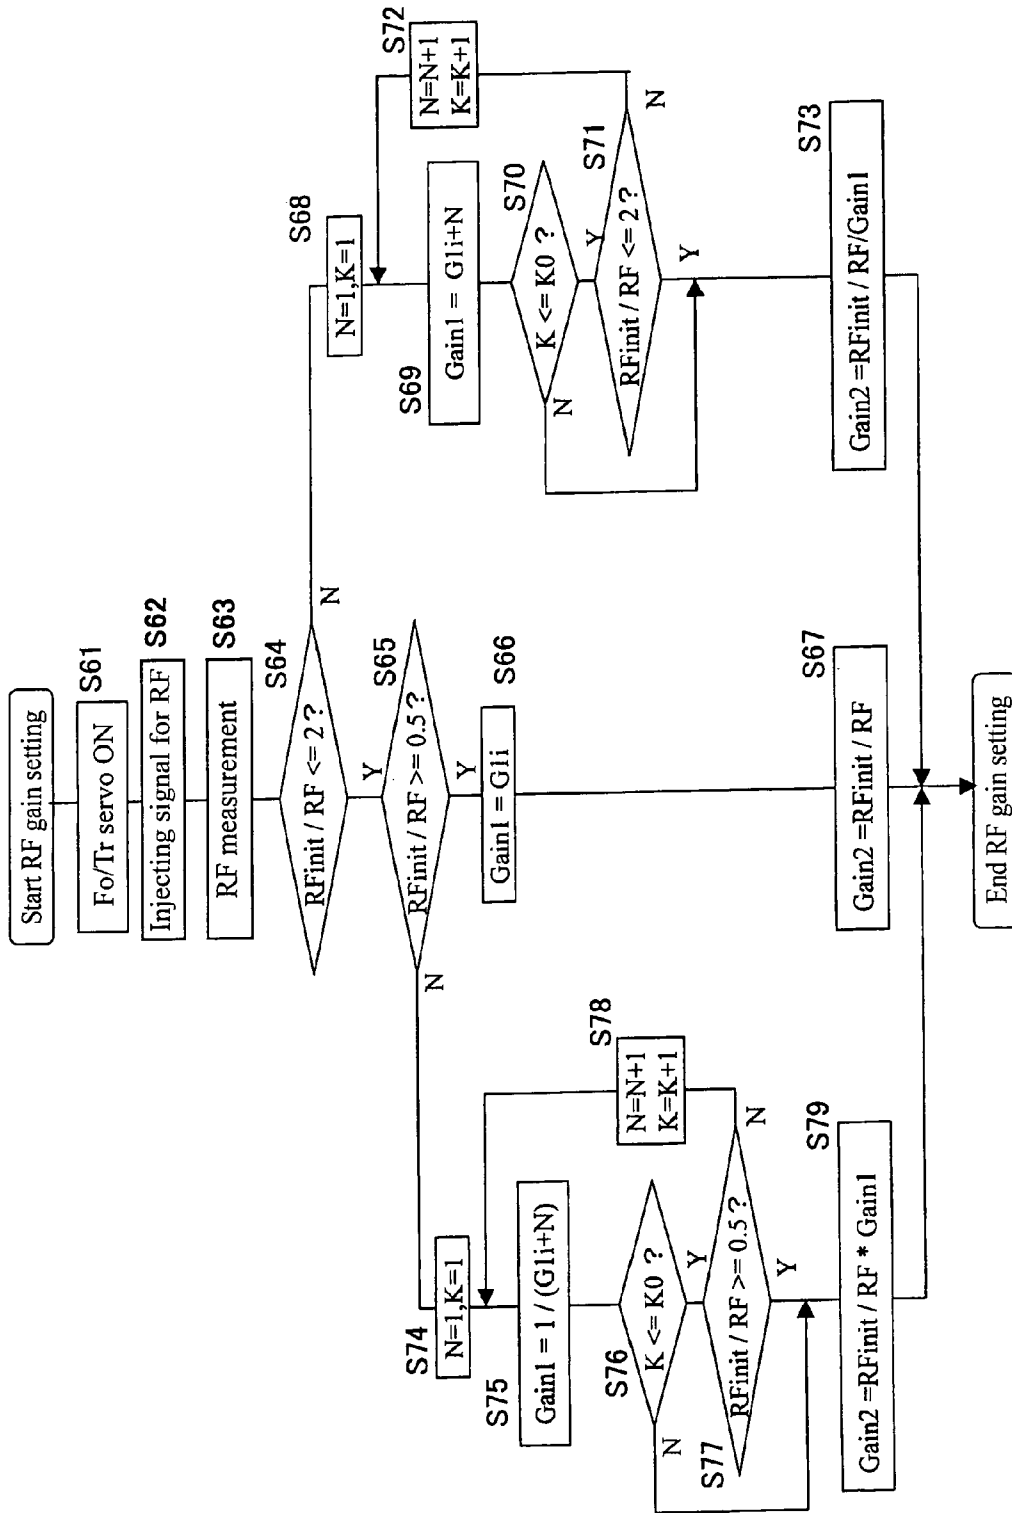 Start RF gain setting
S61
Fo/Tr servo ON
S62
Injecting signal for RF
S63
RF measurement
S64
RFinit / RF <= 2 ?
N
Y
S65
RFinit / RF >= 0.5 ?
N
Y
S66
Gain1 = G1i
S67
Gain2 =RFinit / RF
S68
N=1,K=1
S69
Gain1 = G1i+N
S70
K <= K0 ?
N
Y
S71
RFinit / RF <= 2 ?
N
Y
S72
N=N+1
K=K+1
S73
Gain2 =RFinit / RF/Gain1
S74
N=1,K=1
S75
Gain1 = 1 / (G1i+N)
S76
K <= K0 ?
N
Y
S77
RFinit / RF >= 0.5 ?
N
Y
S78
N=N+1
K=K+1
S79
Gain2 =RFinit / RF * Gain1
End RF gain setting